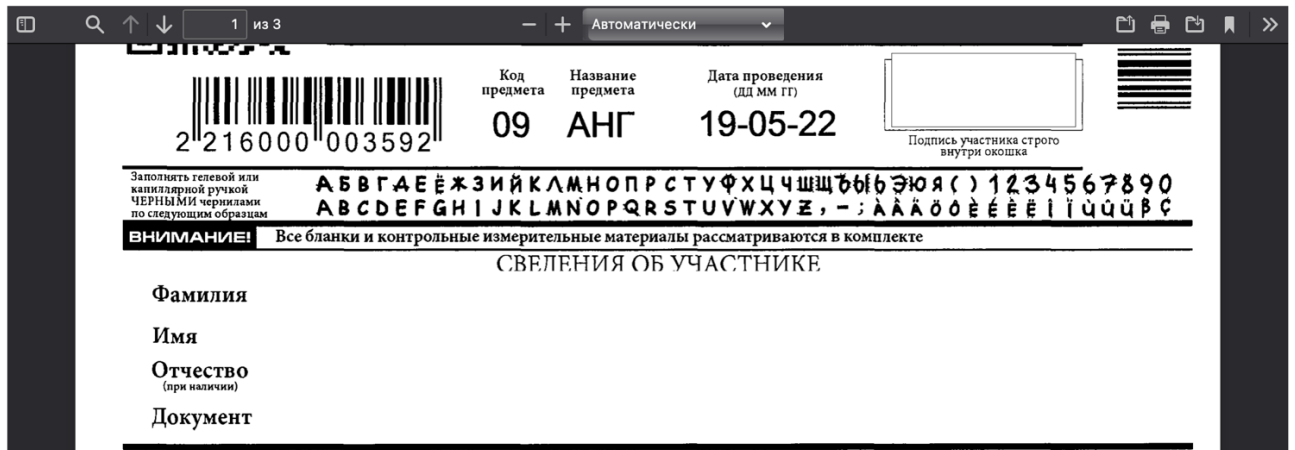 1 из 3
Автоматически
Код предмета
Название предмета
Дата проведения
(ДД ММ ГГ)
09 АНГ 19-05-22
2 216000 003592
Подпись участника строго
внутри окошка
Заполнять гелевой или
капиллярной ручкой
ЧЕРНЫМИ чернилами
по следующим образцам
АБВГДЕЁЖЗИЙКЛМНОПРСТУФХЦЧШЩЪЫЬЭЮЯ()1234567890
ABCDEFGHIJKLMNOPQRSTUVWXYZ,-;
ВНИМАНИЕ! Все бланки и контрольные измерительные материалы рассматриваются в комплекте
СВЕДЕНИЯ ОБ УЧАСТНИКЕ
Фамилия
Имя
Отчество
(при наличии)
Документ